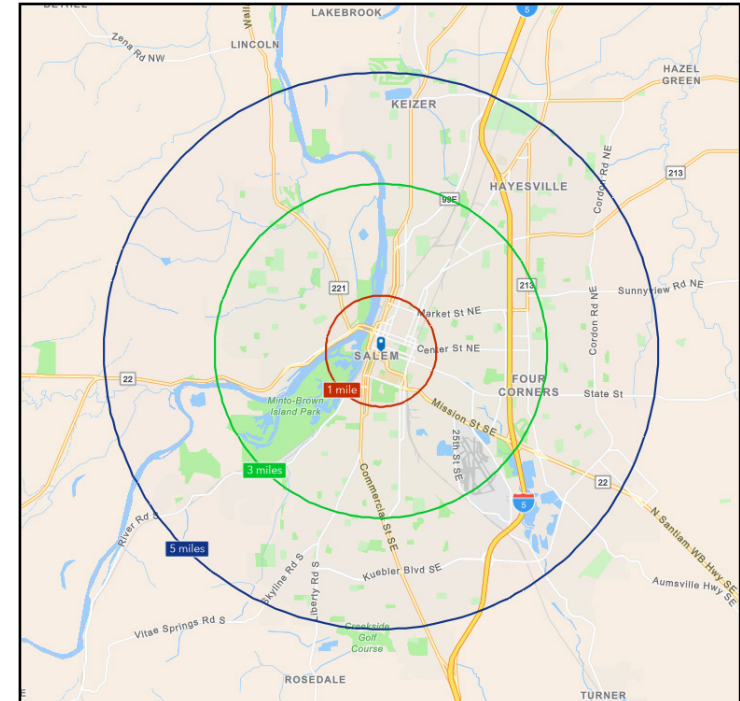 BETHEL
LAKEBROOK
5
Zena Rd NW
LINCOLN
Walla
HAZEL
GREEN
KEIZER
213
HAYESVILLE
99E
Cordon Rd NE
221
213
Sunnyview Rd NE
Market St NE
Cordon Rd NE
SALEM
Center St NE
22
1 mile
FOUR
CORNERS
State St
Minto-Brown
Island Park
Mission St SE
25th St SE
3 miles
22
Commercial St SE
5
N Santiam WB Hwy SE
River Rd S
5 miles
Skyline Rd S
Liberty Rd S
Kuebler Blvd SE
Aumsville Hwy SE
Vitae Springs Rd S
Creekside
Golf
Course
ROSEDALE
TURNER